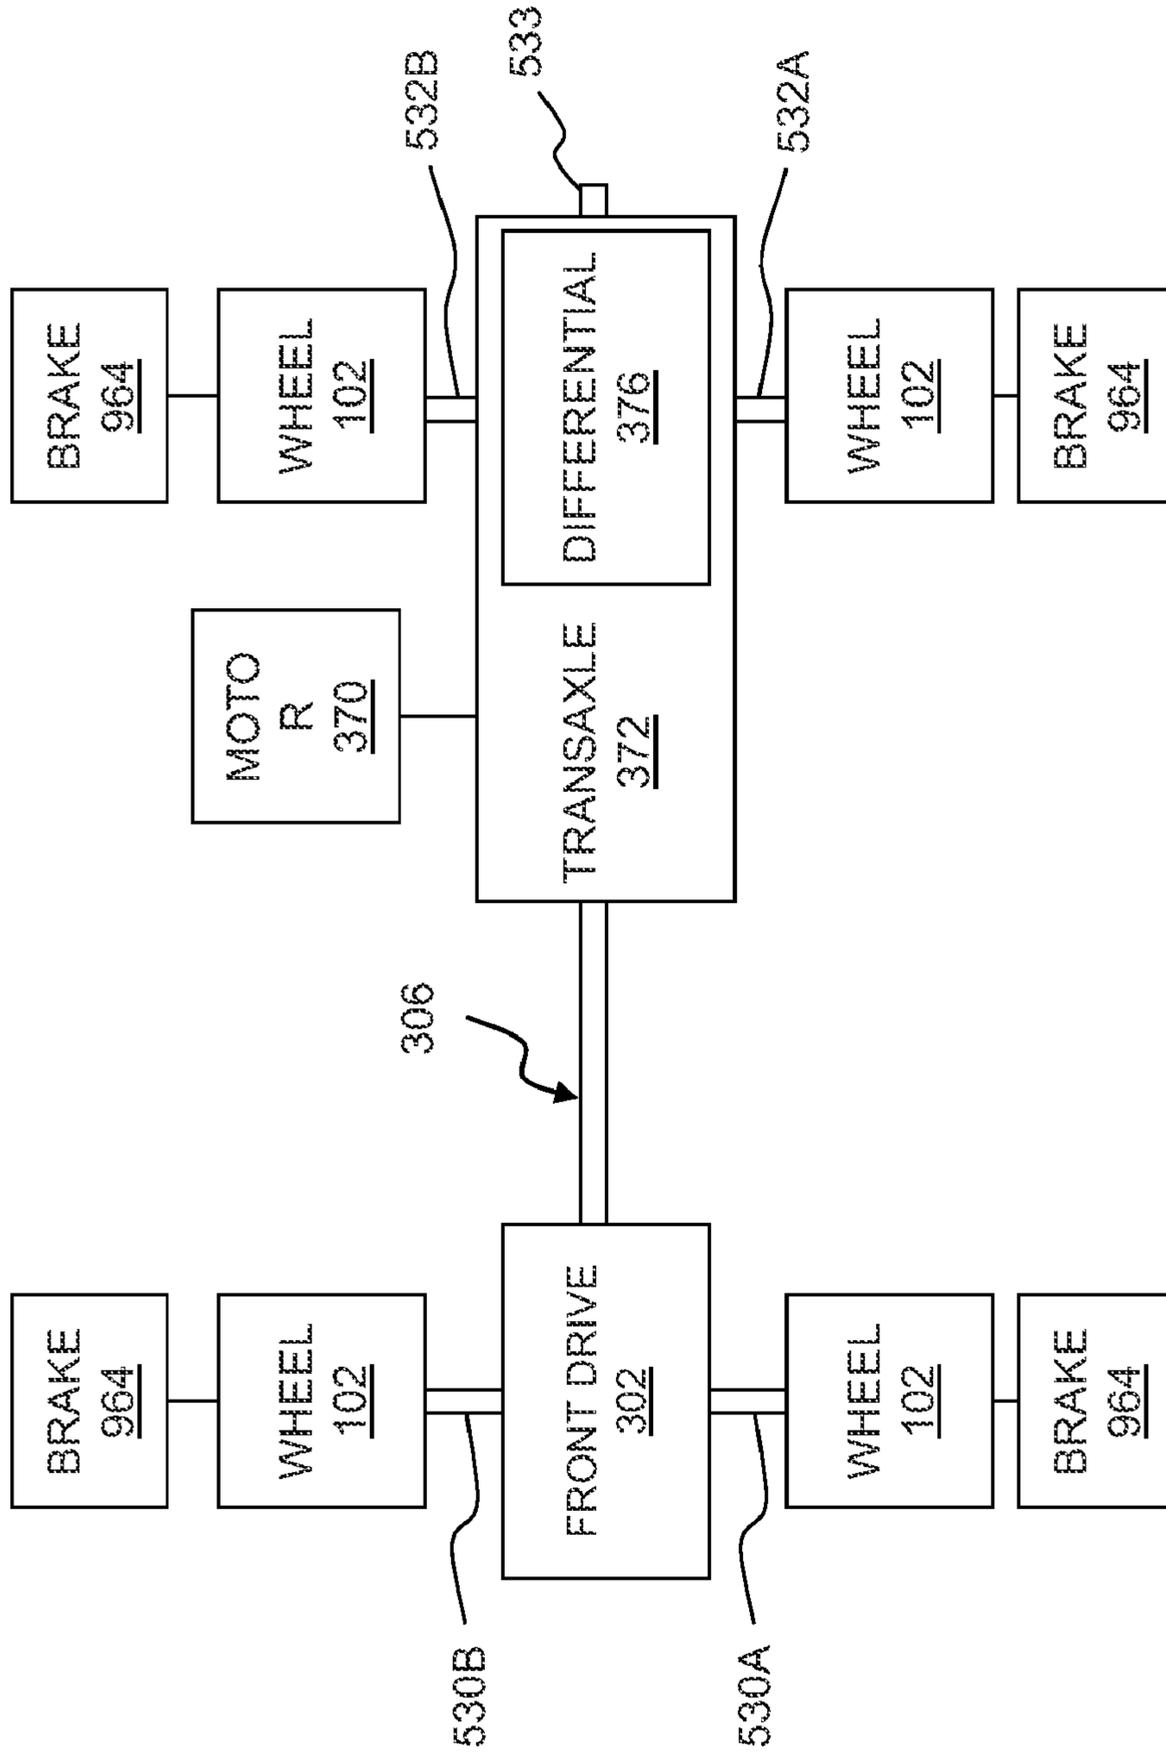 BRAKE
964
BRAKE
964
WHEEL
102
MOTO
R
370
WHEEL
102
530B
306
532B
533
FRONT DRIVE
302
TRANSAXLE
372
DIFFERENTIAL
376
530A
532A
WHEEL
102
WHEEL
102
BRAKE
964
BRAKE
964